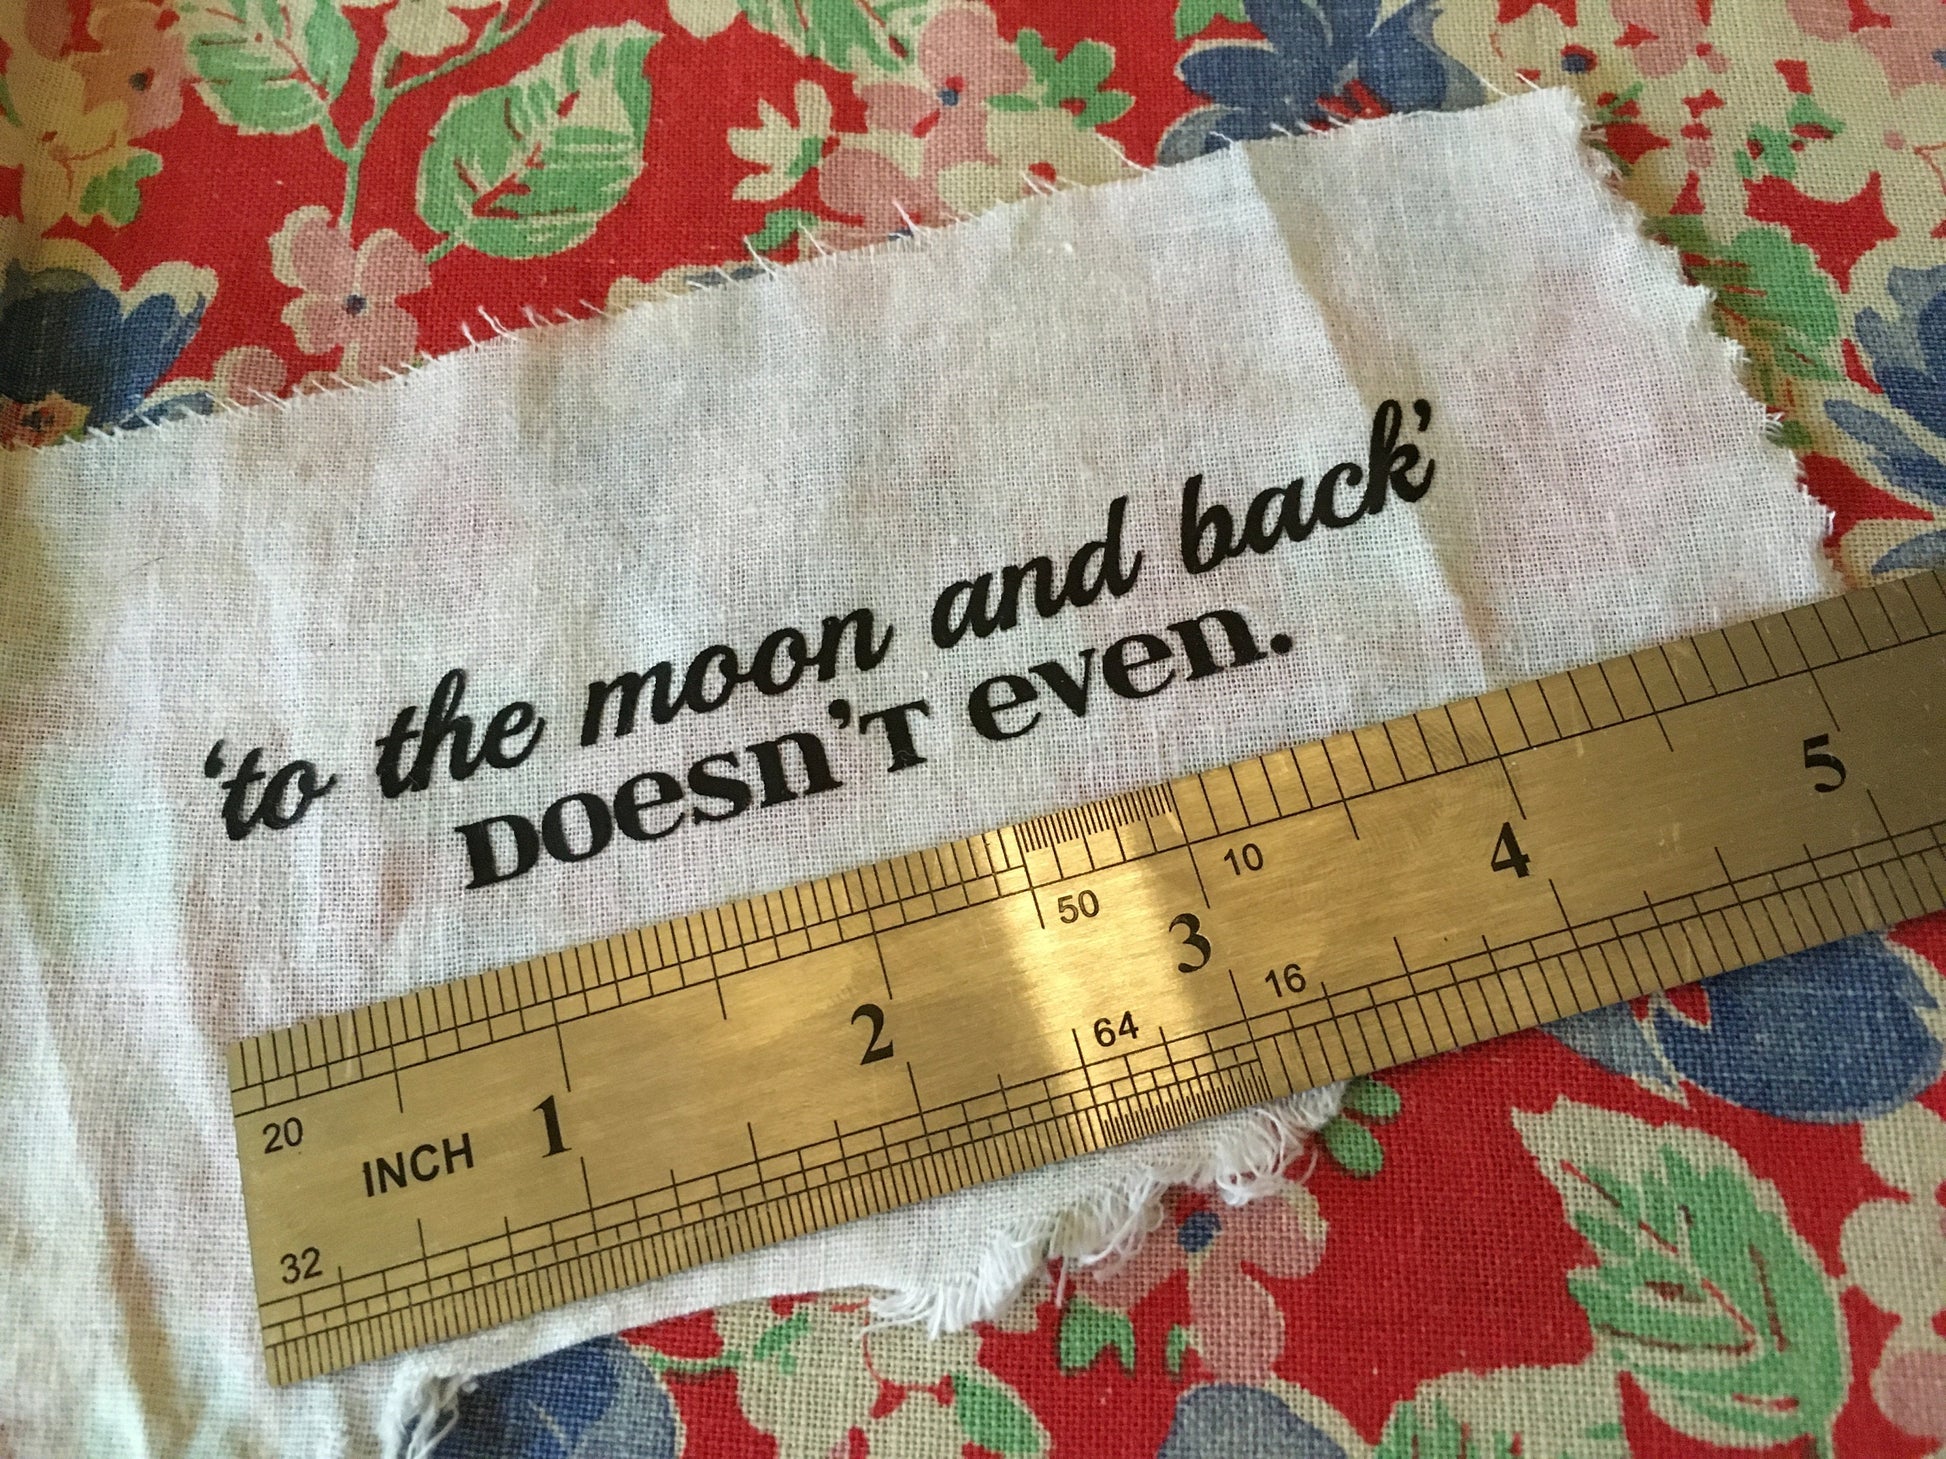 ‘to the moon and back’
Doesn’t even.
50 10
1 2 3 4 5
20 INCH
64 16
32